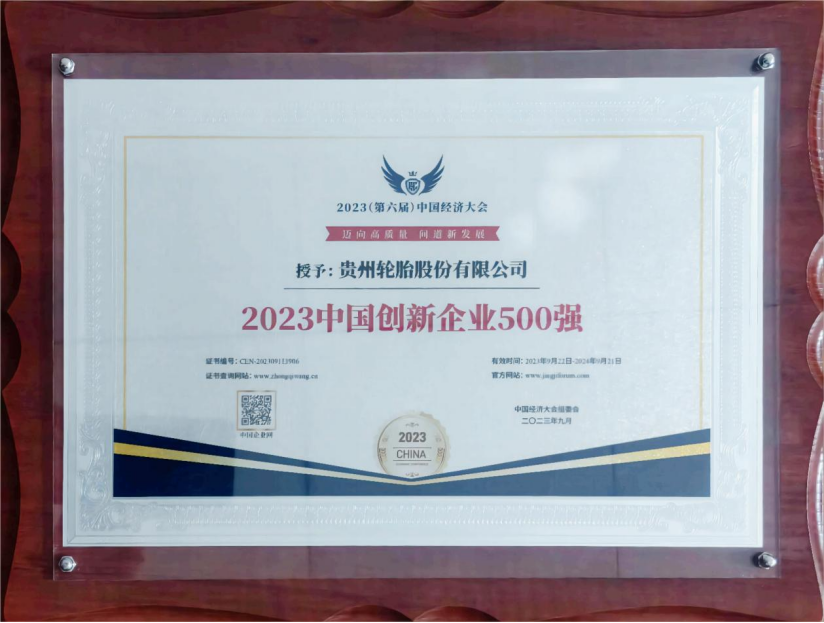 2023(第六届)中国经济大会
迈向高质量 问道新发展
授予：贵州轮胎股份有限公司
2023中国创新企业500强
证书编号：CEN-202309113906
有效时间：2023年9月22日-2024年9月21日
证书查询网站：www.zhongqiwang.cn
官方网站：www.jingjiforum.com
中国企业网
中国经济大会组委会
二〇二三年九月
2023
CHINA